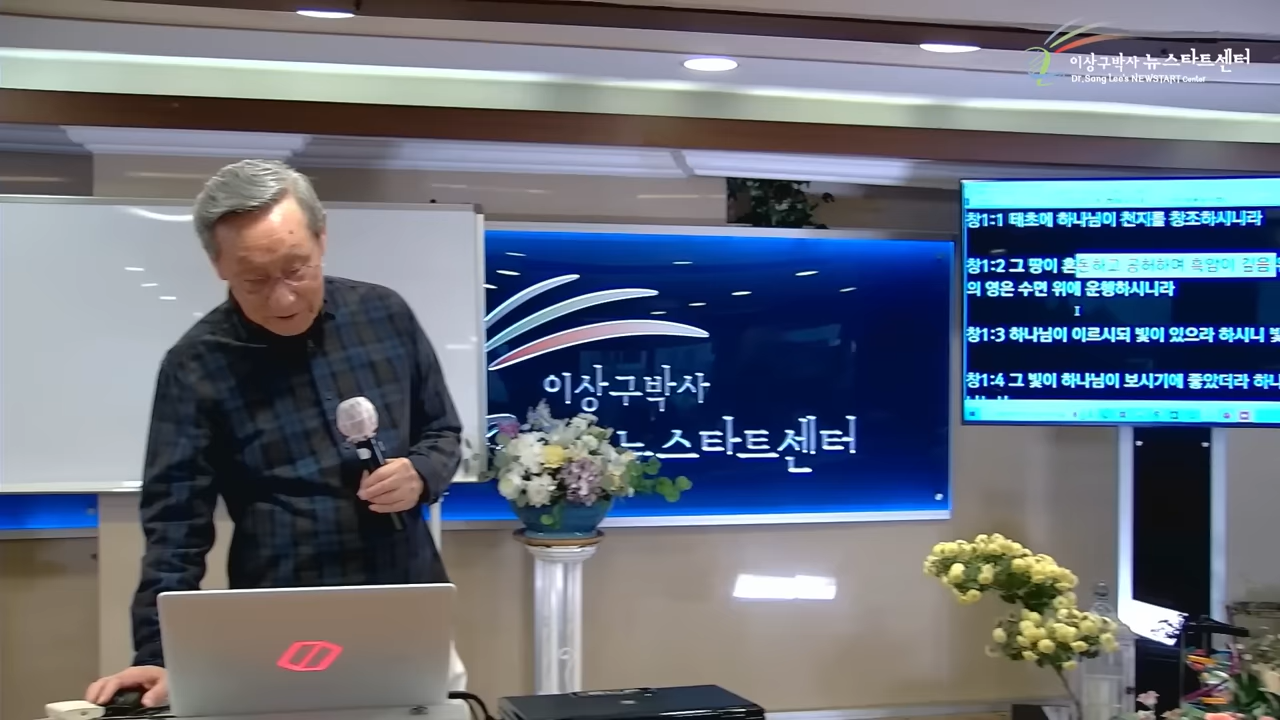 이상구박사 뉴스타트센터
Dr. Sang Lee's NEWSTART Center
창1:1 태초에 하나님이 천지를 창조하시니라
창1:2 그 땅이 혼돈하고 공허하며 흑암이 깊음
의 영은 수면 위에 운행하시니라
창1:3 하나님이 이르시되 빛이 있으라 하시니
창1:4 그 빛이 하나님이 보시기에 좋았더라
이상구박사
뉴스타트센터